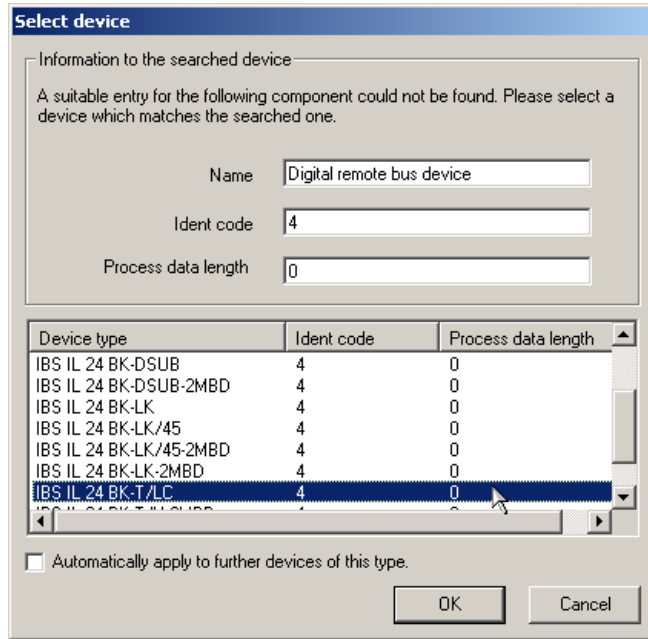 Select device
Information to the searched device
A suitable entry for the following component could not be found. Please select a
device which matches the searched one.
Name Digital remote bus device
Ident code 4
Process data length 0
Device type Ident code Process data length
IBS IL 24 BK-DSUB 4 0
IBS IL 24 BK-DSUB-2MBD 4 0
IBS IL 24 BK-LK 4 0
IBS IL 24 BK-LK/45 4 0
IBS IL 24 BK-LK/45-2MBD 4 0
IBS IL 24 BK-LK-2MBD 4 0
IBS IL 24 BK-T/LC 4 0
Automatically apply to further devices of this type.
OK Cancel